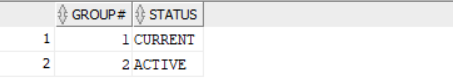 GROUP# STATUS
1 1 CURRENT
2 2 ACTIVE